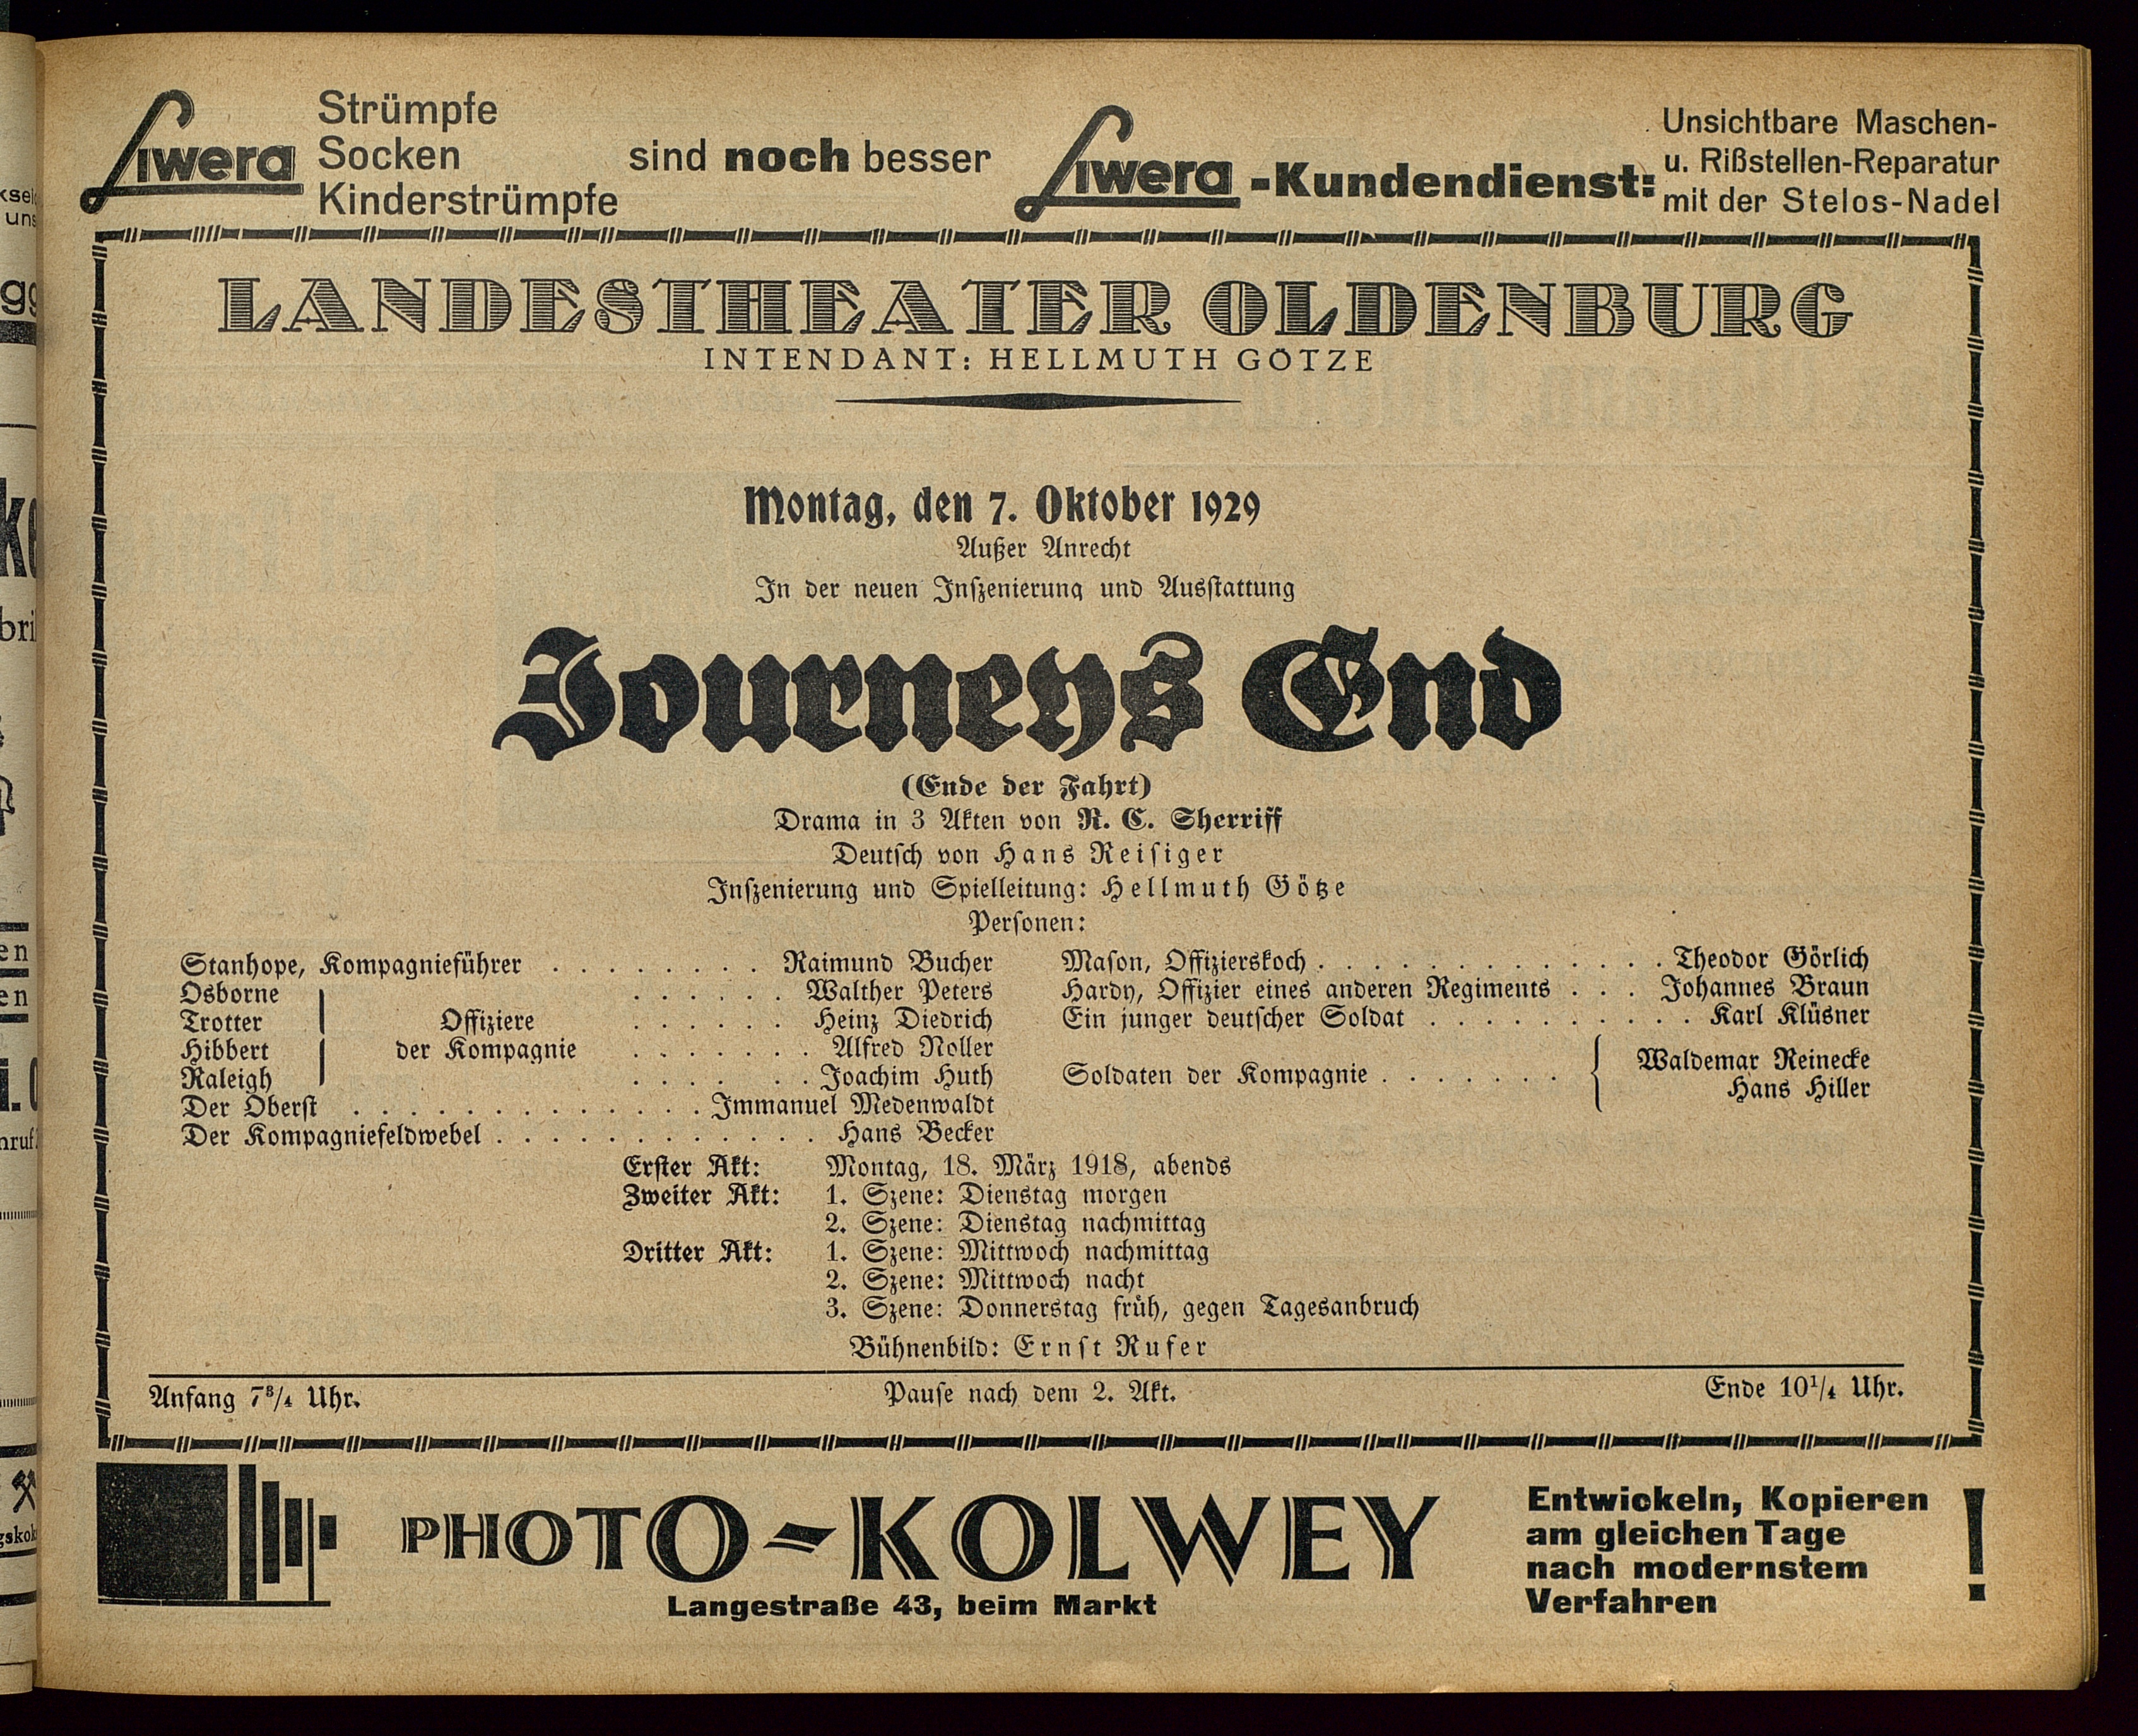 Liwera Strümpfe
Socken
Kinderstrümpfe
sind noch besser
Liwera-Kundendienst:
Unsichtbare Maschen-
u. Rißstellen-Reparatur
mit der Stelos-Nadel
LANDESTHEATER OLDENBURG
INTENDANT: HELLMUTH GÖTZE
Montag, den 7. Oktober 1929
Außer Anrecht
In der neuen Inszenierung und Ausstattung
Journeys End
(Ende der Fahrt)
Drama in 3 Akten von R. C. Sherriff
Deutsch von Hans Reisiger
Inszenierung und Spielleitung: Hellmuth Götze
Personen:
Stanhope, Kompagnieführer . . . . . . . . Raimund Bucher
Osborne . . . . . . Walther Peters
Trotter Offiziere . . . . . . Heinz Diedrich
Hibbert der Kompagnie . . . . . . . Alfred Noller
Raleigh . . . . . . Joachim Huth
Der Oberst . . . . . . . . . . . . . Immanuel Medenwaldt
Der Kompagniefeldwebel . . . . . . . . . . . . Hans Becker
Mason, Offizierskoch . . . . . . . . . . . . . Theodor Görlich
Hardy, Offizier eines anderen Regiments . . . Johannes Braun
Ein junger deutscher Soldat . . . . . . . . . . Karl Klüsner
Soldaten der Kompagnie . . . . . . . { Waldemar Reinecke
Hans Hiller
Erster Akt: Montag, 18. März 1918, abends
Zweiter Akt: 1. Szene: Dienstag morgen
2. Szene: Dienstag nachmittag
Dritter Akt: 1. Szene: Mittwoch nachmittag
2. Szene: Mittwoch nacht
3. Szene: Donnerstag früh, gegen Tagesanbruch
Bühnenbild: Ernst Rufer
Anfang 7¾ Uhr. Pause nach dem 2. Akt. Ende 10¼ Uhr.
PHOTO-KOLWEY
Langestraße 43, beim Markt
Entwickeln, Kopieren
am gleichen Tage
nach modernstem
Verfahren
!